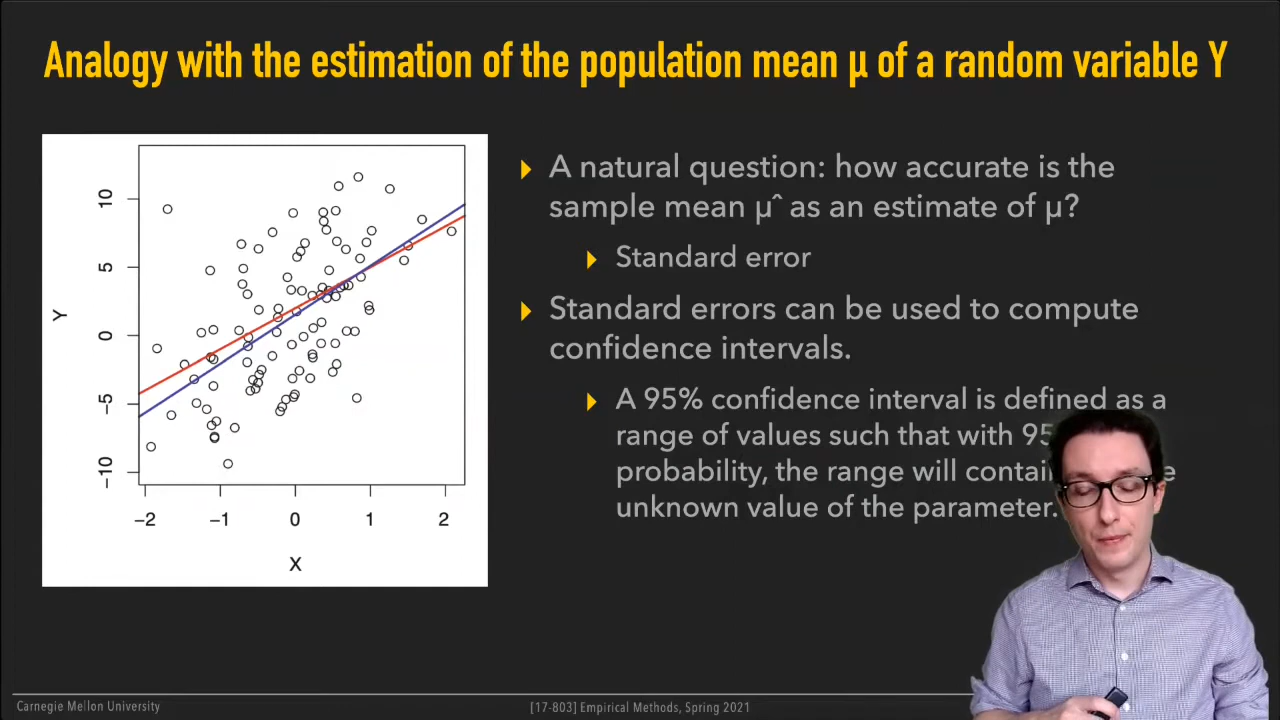 Analogy with the estimation of the population mean µ of a random variable Y
A natural question: how accurate is the
sample mean µˆ as an estimate of µ?
Standard error
Standard errors can be used to compute
confidence intervals.
A 95% confidence interval is defined as a
range of values such that with 95
probability, the range will contain
unknown value of the parameter.
Y
10
5
0
−5
−10
−2 −1 0 1 2
X
Carnegie Mellon University
[17-803] Empirical Methods, Spring 2021